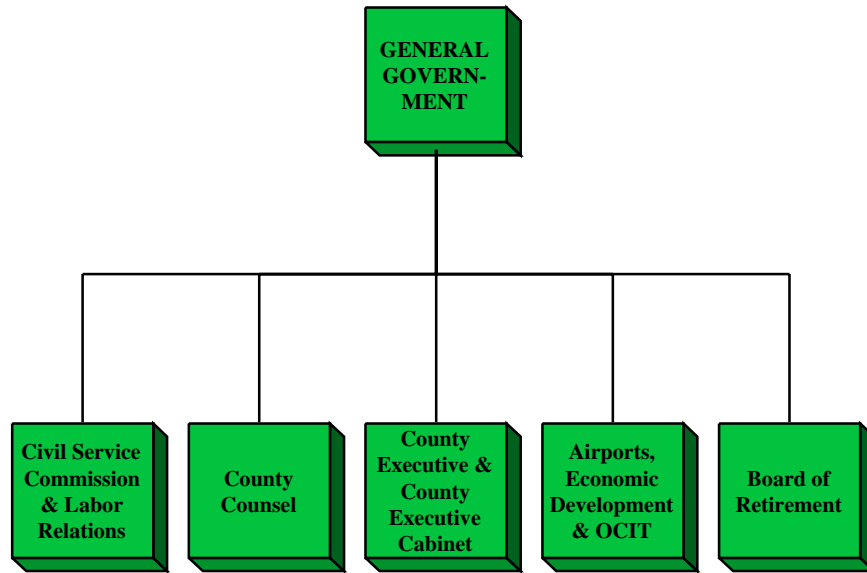 GENERAL
GOVERN-
MENT
Civil Service
Commission
& Labor
Relations
County
Counsel
County
Executive &
County
Executive
Cabinet
Airports,
Economic
Development
& OCIT
Board of
Retirement